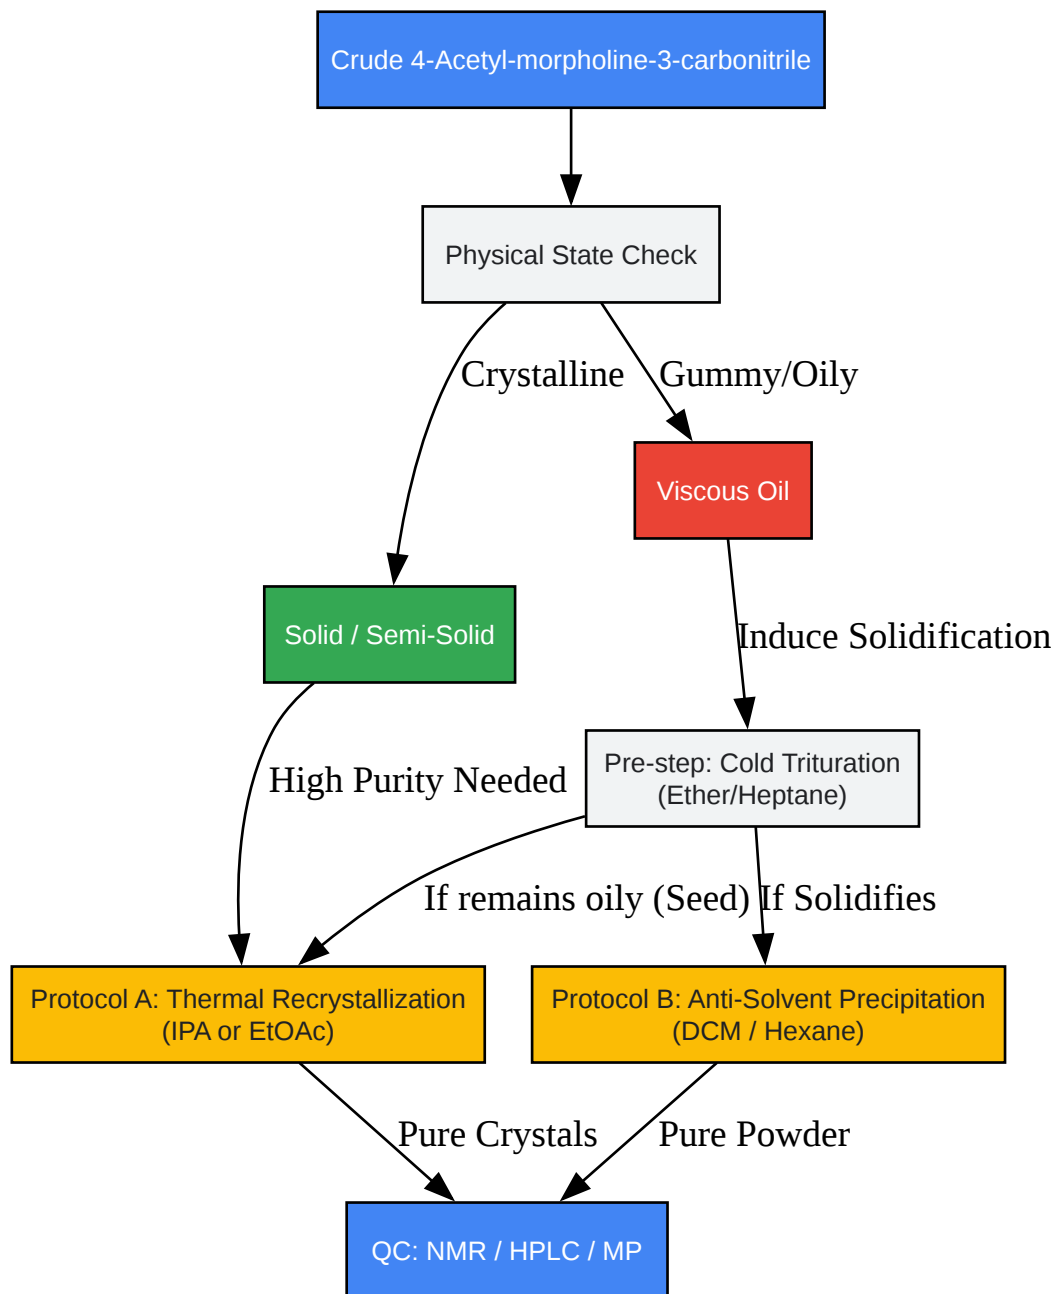 Crude 4-Acetyl-morpholine-3-carbonitrile
Physical State Check
Crystalline
Gummy/Oily
Viscous Oil
Solid / Semi-Solid
Induce Solidification
Pre-step: Cold Trituration
(Ether/Heptane)
High Purity Needed
If remains oily (Seed)
If Solidifies
Protocol A: Thermal Recrystallization
(IPA or EtOAc)
Protocol B: Anti-Solvent Precipitation
(DCM / Hexane)
Pure Crystals
Pure Powder
QC: NMR / HPLC / MP